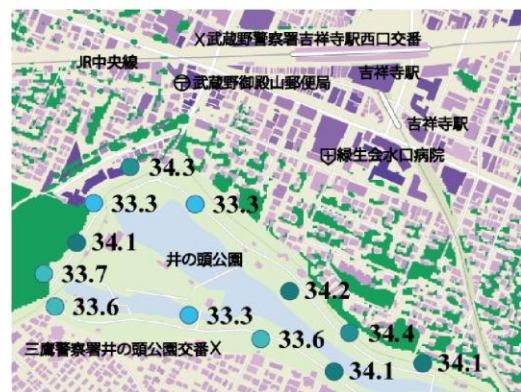 X武蔵野警察署吉祥寺駅西口交番
JR中央線
吉祥寺駅
〒武蔵野御殿山郵便局
吉祥寺駅
緑生会水口病院
34.3
33.3
33.3
34.1
井の頭公園
33.7
34.2
33.6
33.3
34.4
33.6
三鷹警察署井の頭公園交番X
34.1
34.1